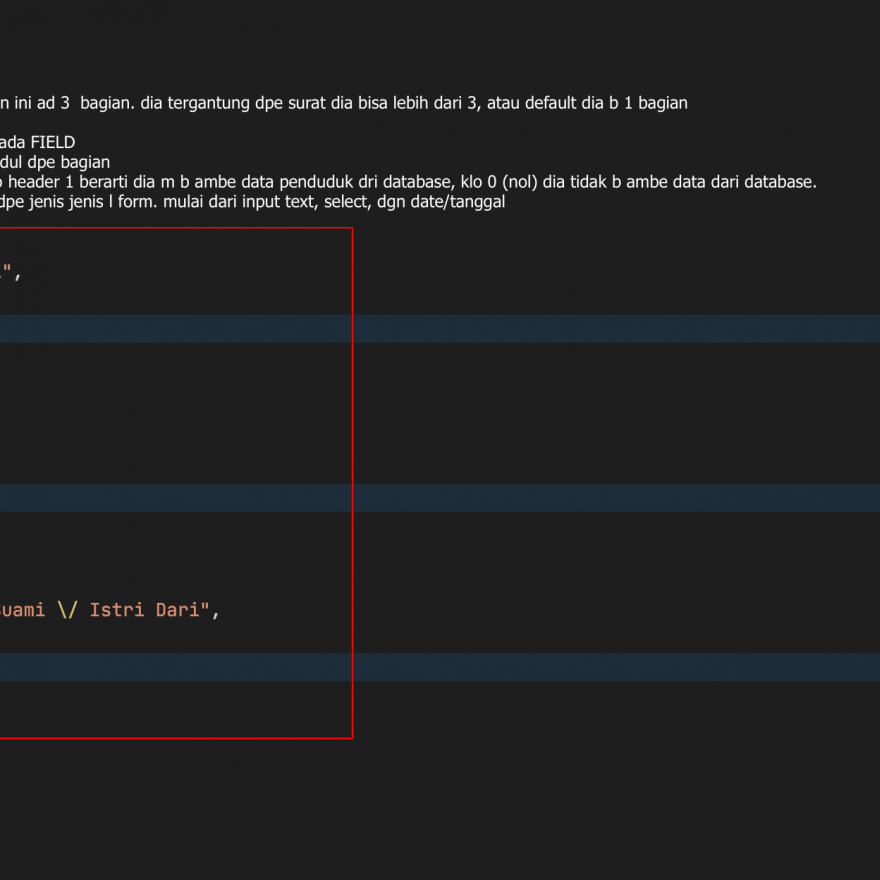 n ini ad 3 bagian. dia tergantung dpe surat dia bisa lebih dari 3, atau default dia b 1 bagian
ada FIELD
dul dpe bagian
header 1 berarti dia m b ambe data penduduk dri database, klo 0 (nol) dia tidak b ambe data dari database.
dpe jenis jenis l form. mulai dari input text, select, dgn date/tanggal
",
uami \/ Istri Dari",